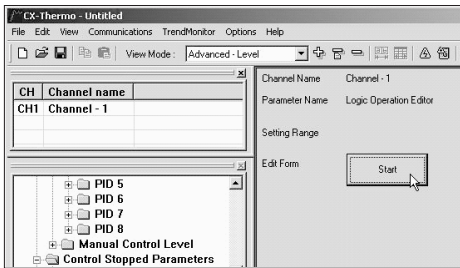 CX-Thermo - Untitled
File Edit View Communications TrendMonitor Options Help
View Mode : Advanced - Level
CH Channel name
CH1 Channel - 1
PID 5
PID 6
PID 7
PID 8
Manual Control Level
Control Stopped Parameters
Channel Name Channel - 1
Parameter Name Logic Operation Editor
Setting Range
Edit Form Start